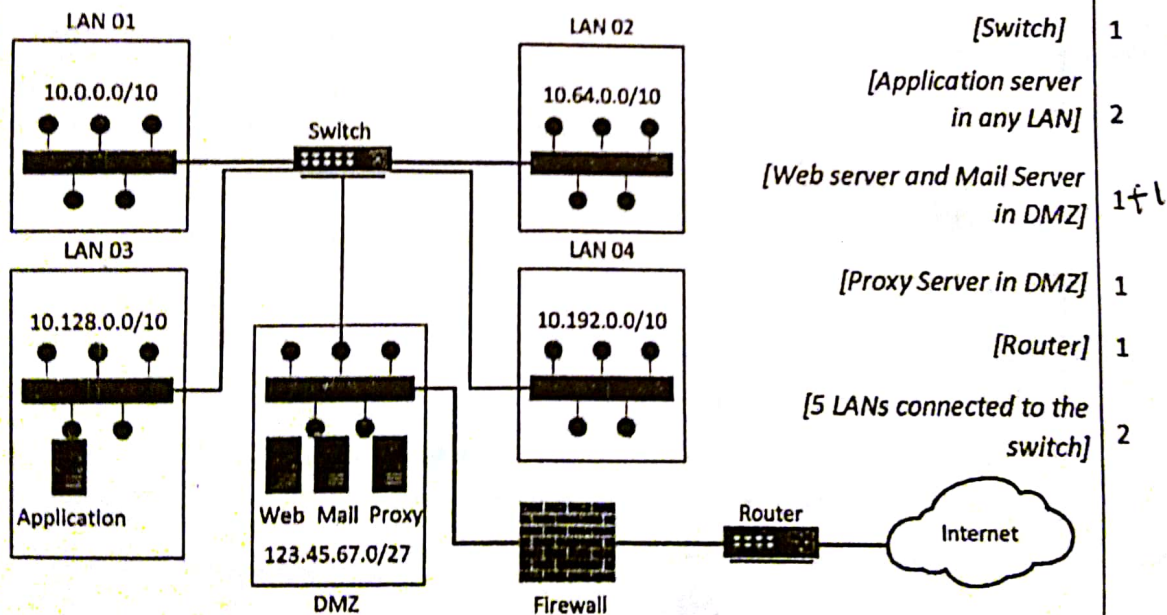 LAN 01
10.0.0.0/10
Switch
LAN 02
10.64.0.0/10
LAN 03
10.128.0.0/10
Application
LAN 04
10.192.0.0/10
Web Mail Proxy
123.45.67.0/27
DMZ
Firewall
Router
Internet
[Switch] 1
[Application server
in any LAN] 2
[Web server and Mail Server
in DMZ] 1+1
[Proxy Server in DMZ] 1
[Router] 1
[5 LANs connected to the
switch] 2